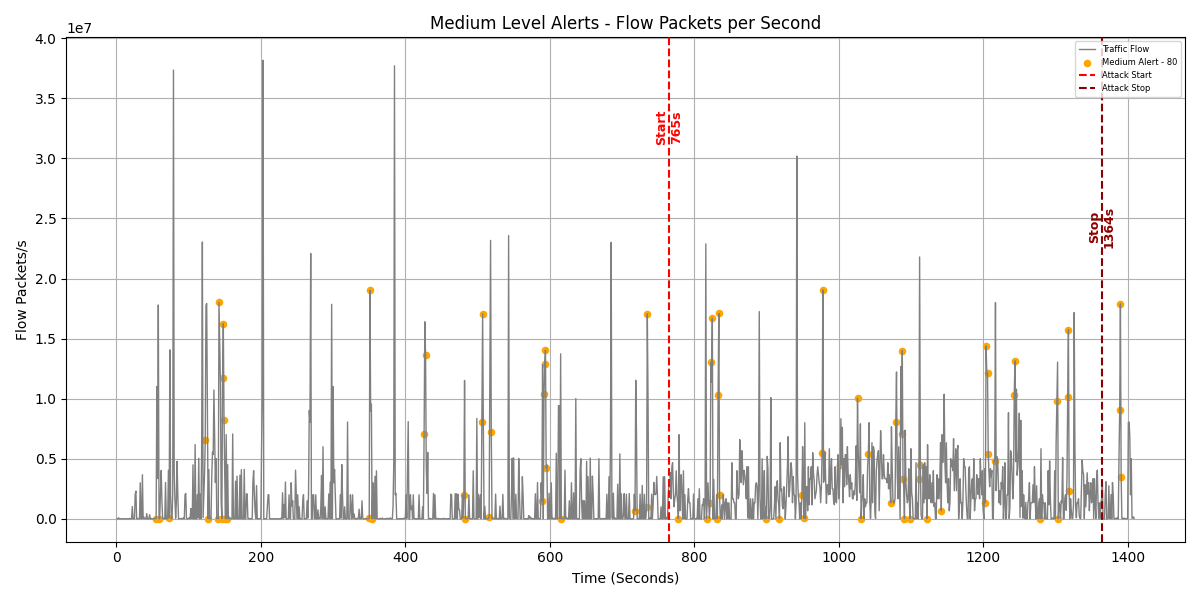 Medium Level Alerts - Flow Packets per Second
1e7
Traffic Flow
Medium Alert - 80
Attack Start
Attack Stop
4.0
3.5
3.0
2.5
2.0
1.5
1.0
0.5
0.0
Flow Packets/s
Start
765s
Stop
1364s
0 200 400 600 800 1000 1200 1400
Time (Seconds)